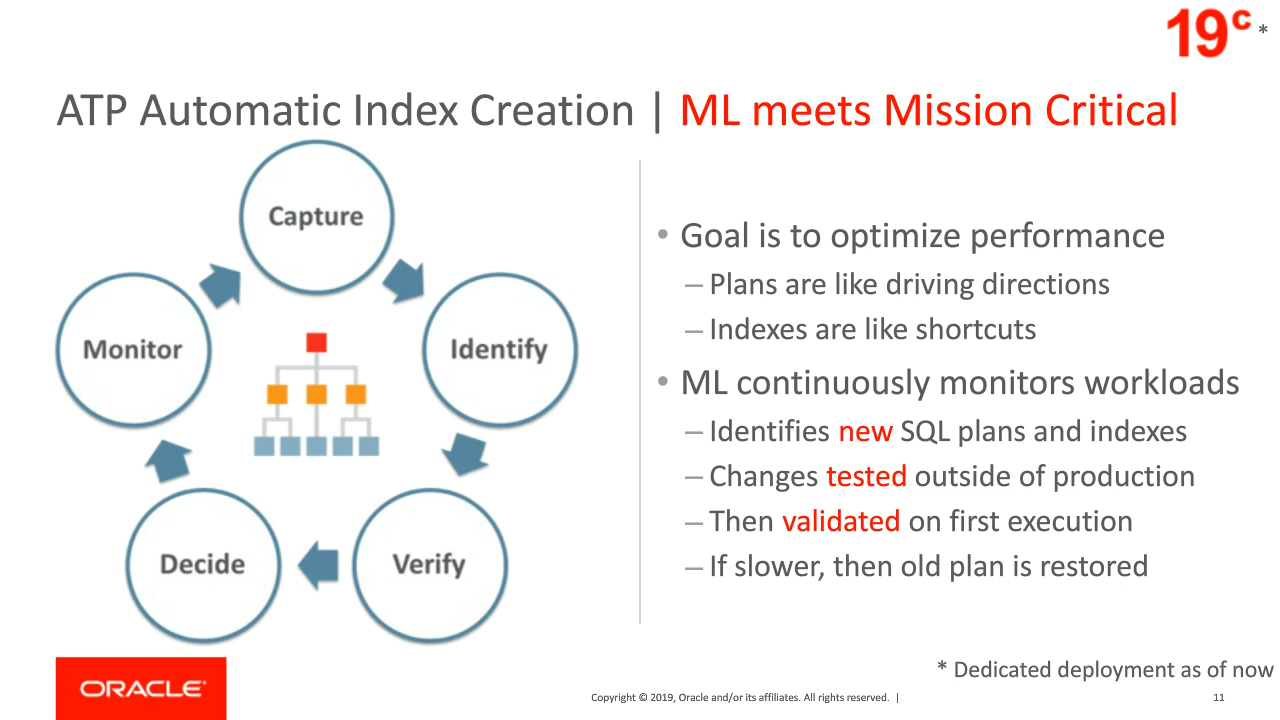 19c *
ATP Automatic Index Creation | ML meets Mission Critical
Capture
Identify
Verify
Decide
Monitor
• Goal is to optimize performance
– Plans are like driving directions
– Indexes are like shortcuts
• ML continuously monitors workloads
– Identifies new SQL plans and indexes
– Changes tested outside of production
– Then validated on first execution
– If slower, then old plan is restored
* Dedicated deployment as of now
ORACLE®
Copyright © 2019, Oracle and/or its affiliates. All rights reserved. |
11